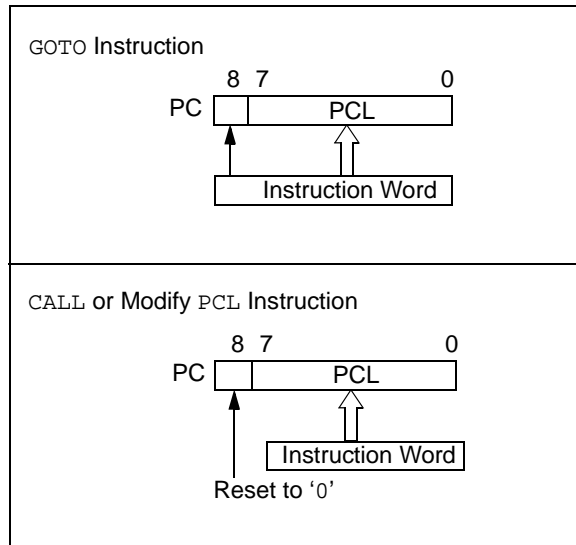 GOTO Instruction
8 7 0
PC PCL
Instruction Word
CALL or Modify PCL Instruction
8 7 0
PC PCL
Instruction Word
Reset to ‘0’